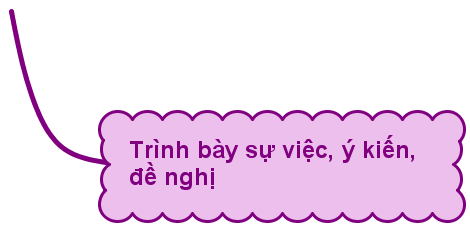 Trình bày sự việc, ý kiến,
đề nghị